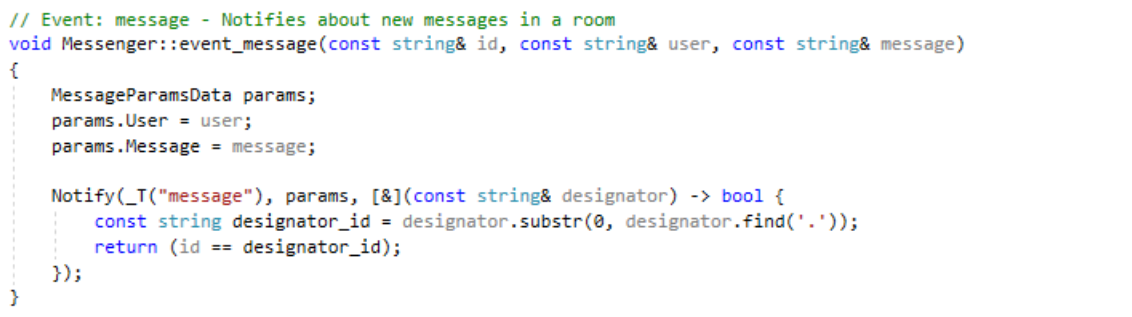 // Event: message - Notifies about new messages in a room
void Messenger::event_message(const string& id, const string& user, const string& message)
{
    MessageParamsData params;
    params.User = user;
    params.Message = message;

    Notify(_T("message"), params, [&](const string& designator) -> bool {
        const string designator_id = designator.substr(0, designator.find('.'));
        return (id == designator_id);
    });
}